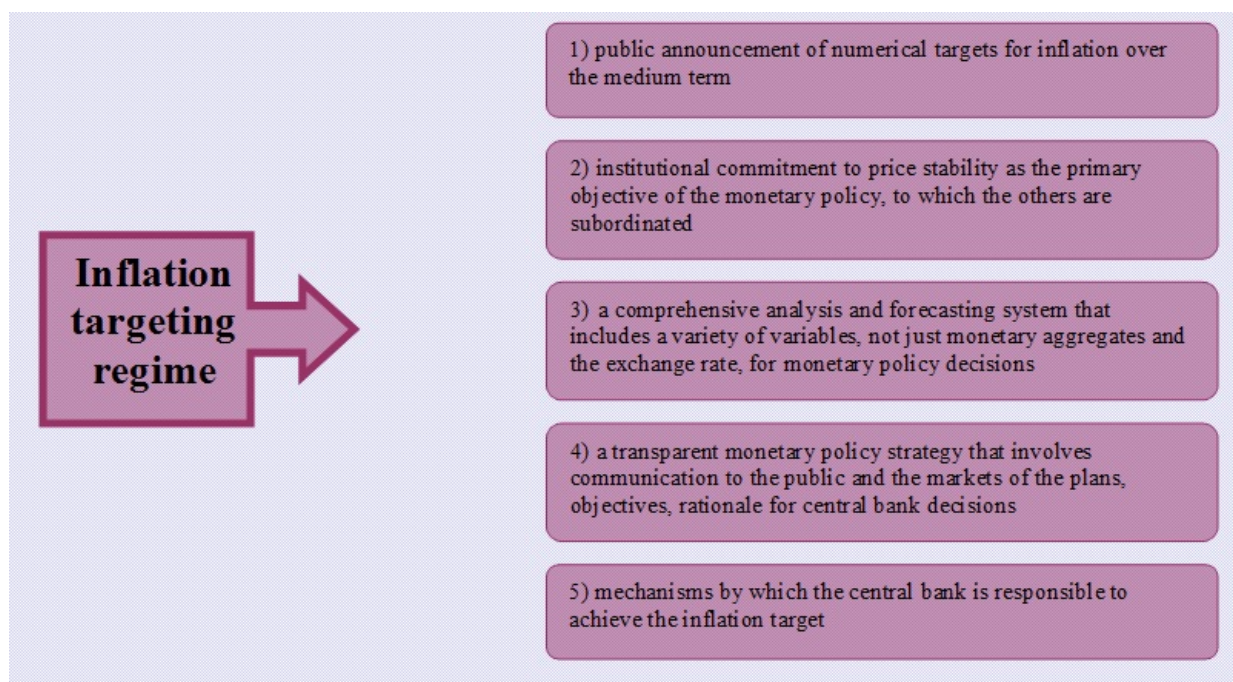 Inflation
targeting
regime
1) public announcement of numerical targets for inflation over
the medium term
2) institutional commitment to price stability as the primary
objective of the monetary policy, to which the others are
subordinated
3) a comprehensive analysis and forecasting system that
includes a variety of variables, not just monetary aggregates and
the exchange rate, for monetary policy decisions
4) a transparent monetary policy strategy that involves
communication to the public and the markets of the plans,
objectives, rationale for central bank decisions
5) mechanisms by which the central bank is responsible to
achieve the inflation target